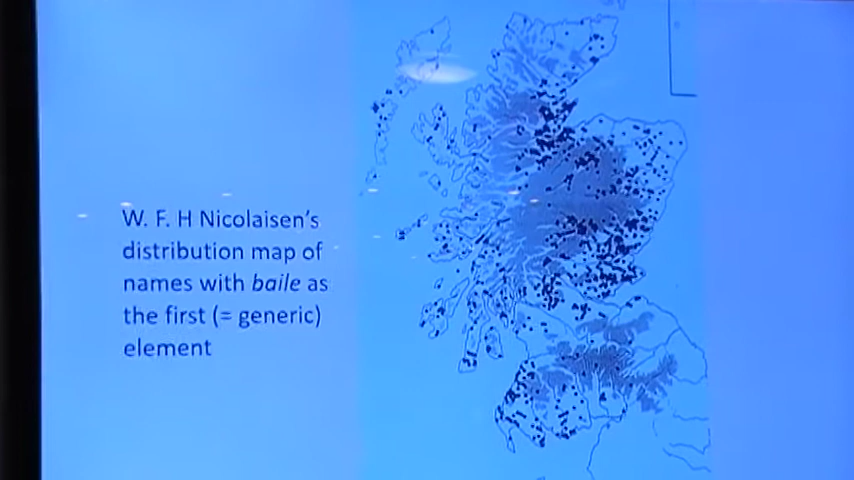 W. F. H Nicolaisen's
distribution map of
names with baile as
the first (= generic)
element